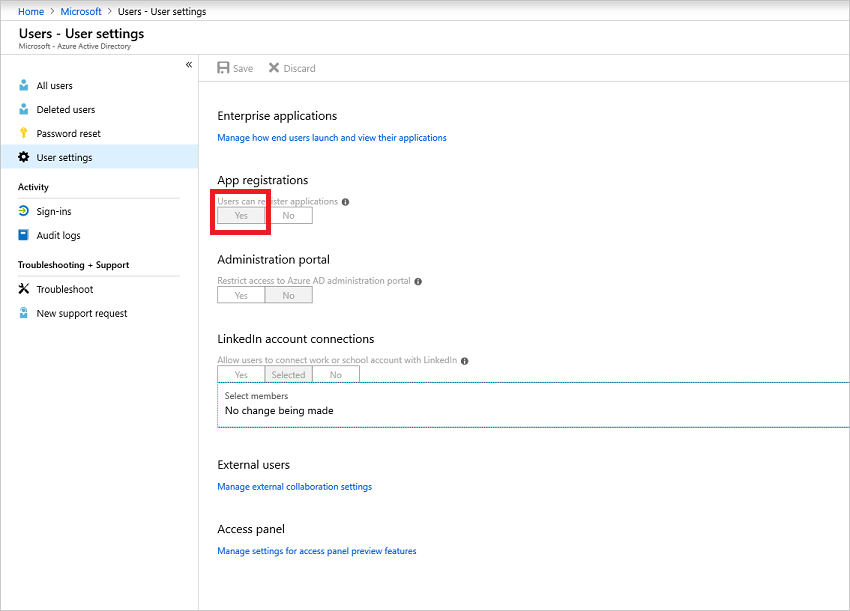 Home > Microsoft > Users - User settings
Users - User settings
Microsoft - Azure Active Directory
«
All users
Deleted users
Password reset
User settings
Activity
Sign-ins
Audit logs
Troubleshooting + Support
Troubleshoot
New support request
Save Discard
Enterprise applications
Manage how end users launch and view their applications
App registrations
Users can register applications
Yes No
Administration portal
Restrict access to Azure AD administration portal
Yes No
LinkedIn account connections
Allow users to connect work or school account with LinkedIn
Yes Selected No
Select members
No change being made
External users
Manage external collaboration settings
Access panel
Manage settings for access panel preview features